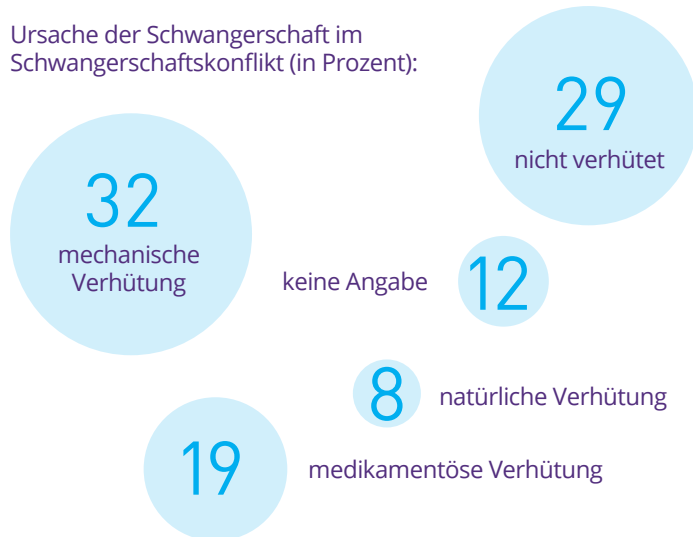 Ursache der Schwangerschaft im
Schwangerschaftskonflikt (in Prozent):
29
nicht verhütet
32
mechanische
Verhütung
keine Angabe 12
8 natürliche Verhütung
19 medikamentöse Verhütung